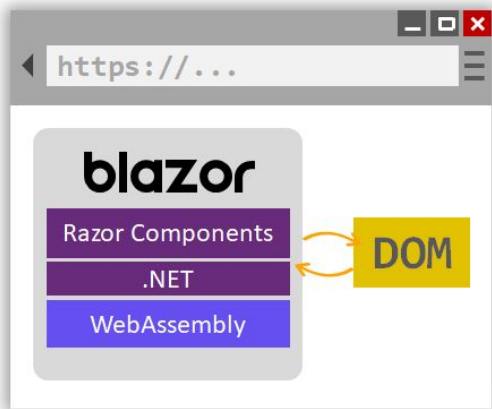 https://...
blazor
Razor Components
.NET
WebAssembly
DOM